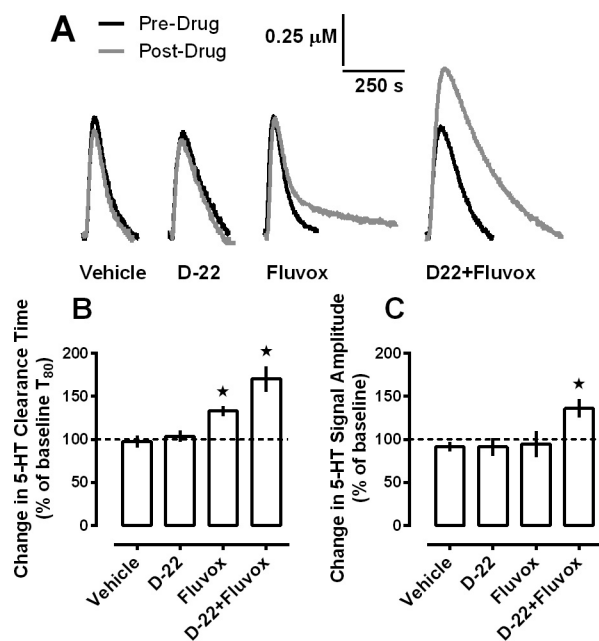 A
Pre-Drug
Post-Drug
0.25 µM
250 s
Vehicle
D-22
Fluvox
D22+Fluvox
B
Change in 5-HT Clearance Time
(% of baseline T80)
200
150
100
50
0
Vehicle
D-22
Fluvox
D-22+Fluvox
C
Change in 5-HT Signal Amplitude
(% of baseline)
200
150
100
50
0
Vehicle
D-22
Fluvox
D-22+Fluvox